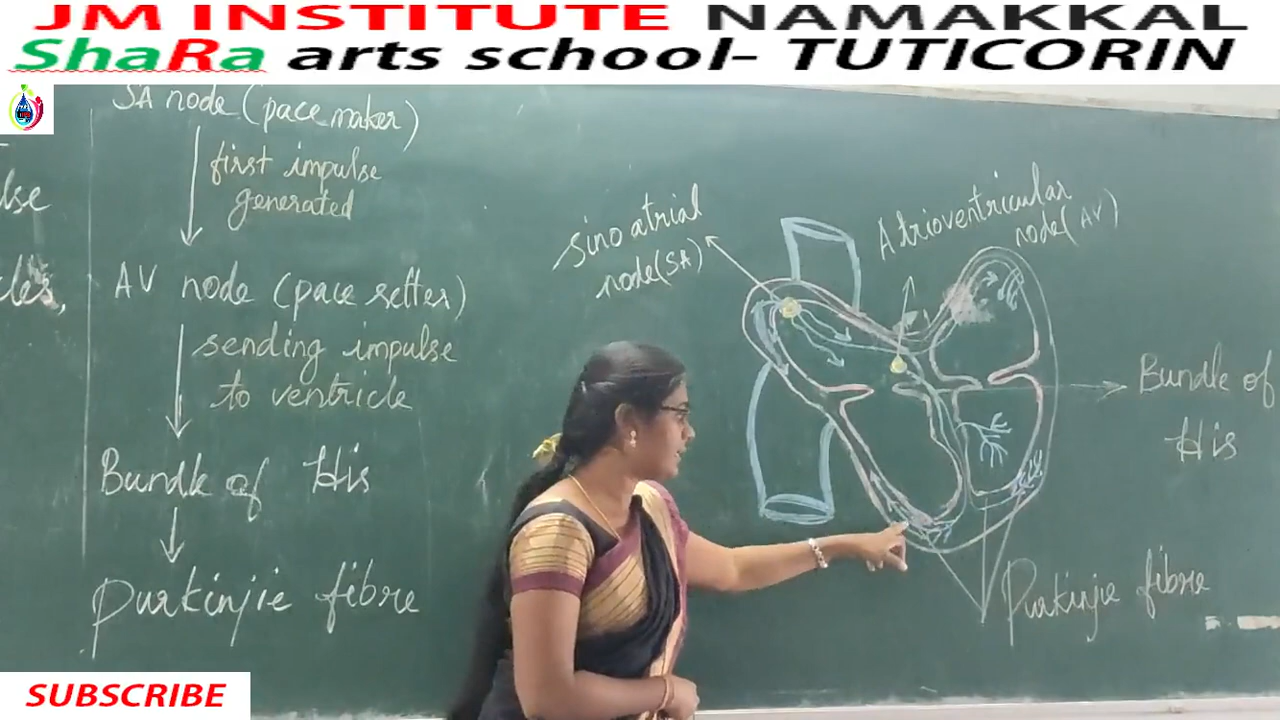 JM INSTITUTE NAMAKKAL
ShaRa arts school- TUTICORIN
SA node (pace maker)
first impulse
generated
AV node (pace setter)
sending impulse
to ventricle
Bundle of His
Purkinjie fibre
Sino atrial
node(SA)
Atrioventricular
node(AV)
Bundle of
His
Purkinjie fibre
SUBSCRIBE